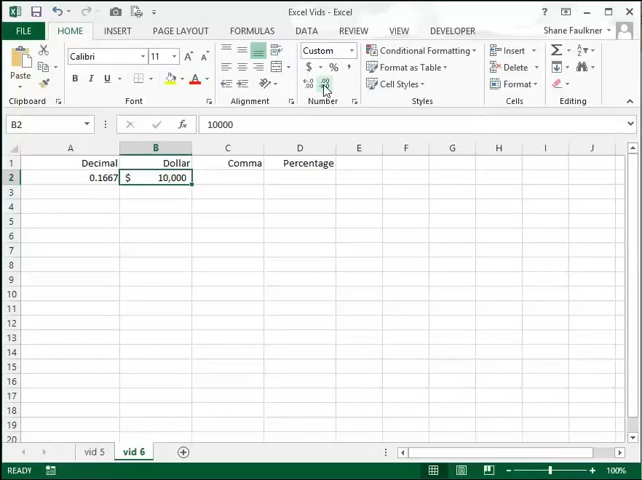 Excel Vids - Excel
FILE HOME INSERT PAGE LAYOUT FORMULAS DATA REVIEW VIEW DEVELOPER Shane Faulkner
Paste
Calibri 11
B I U A
Custom
$ % ,
Conditional Formatting
Format as Table
Cell Styles
Insert
Delete
Format
Clipboard Font Alignment Number Styles Cells Editing
B2 fx 10000
A B C D E F G H I J
1 Decimal Dollar Comma Percentage
2 0.1667 $ 10,000
3
4
5
6
7
8
9
10
11
12
13
14
15
16
17
18
19
20
vid 5 vid 6
READY 100%